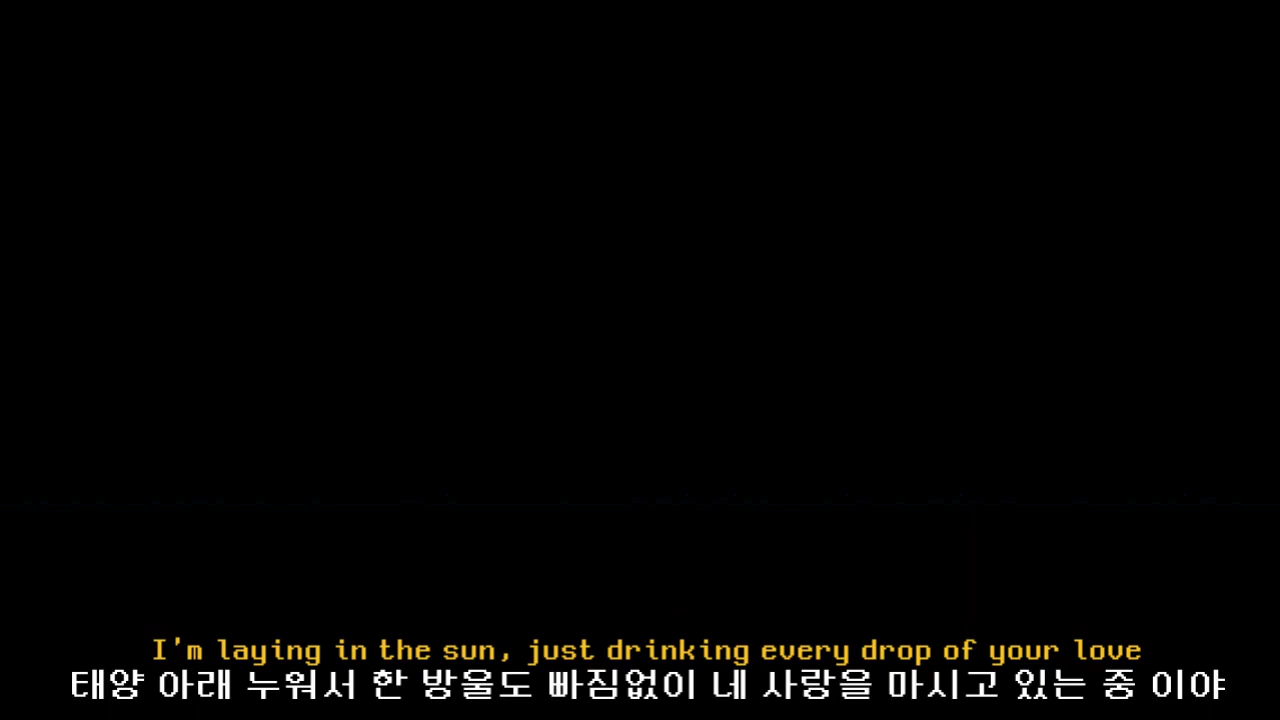 I'm laying in the sun, just drinking every drop of your love
태양 아래 누워서 한 방울도 빠짐없이 네 사랑을 마시고 있는 중 이야